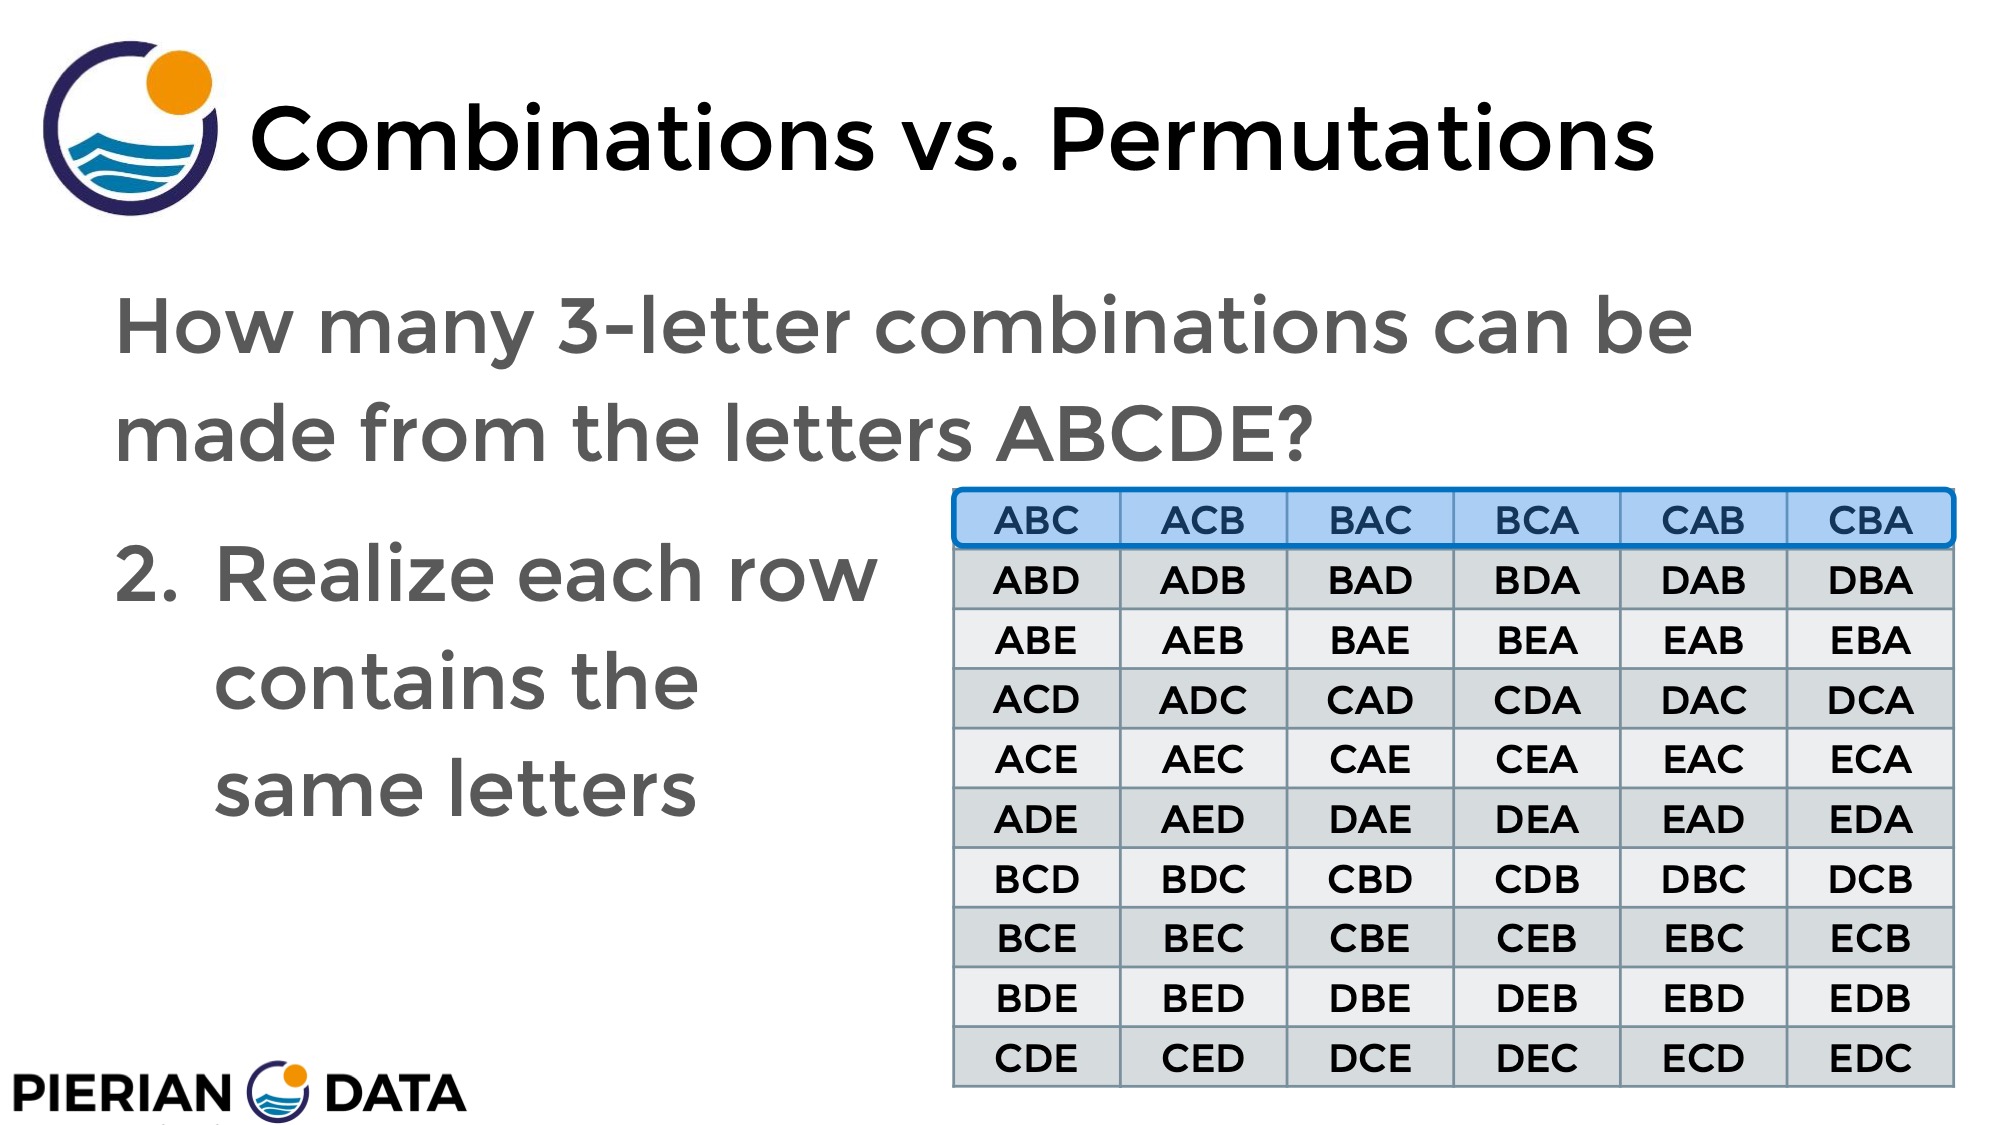 Combinations vs. Permutations
How many 3-letter combinations can be
made from the letters ABCDE?
2. Realize each row
contains the
same letters
ABC ACB BAC BCA CAB CBA
ABD ADB BAD BDA DAB DBA
ABE AEB BAE BEA EAB EBA
ACD ADC CAD CDA DAC DCA
ACE AEC CAE CEA EAC ECA
ADE AED DAE DEA EAD EDA
BCD BDC CBD CDB DBC DCB
BCE BEC CBE CEB EBC ECB
BDE BED DBE DEB EBD EDB
CDE CED DCE DEC ECD EDC
PIERIAN DATA